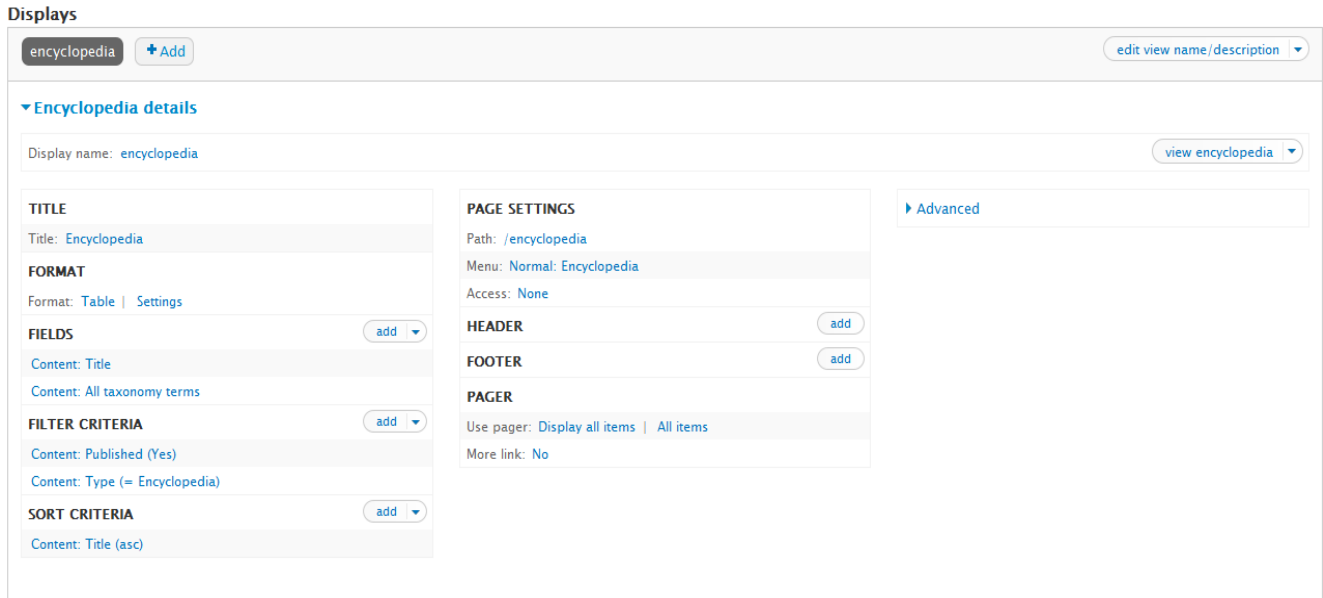 Displays
encyclopedia
+ Add
edit view name/description
Encyclopedia details
Display name: encyclopedia
view encyclopedia
TITLE
Title: Encyclopedia
FORMAT
Format: Table | Settings
FIELDS
add
Content: Title
Content: All taxonomy terms
FILTER CRITERIA
add
Content: Published (Yes)
Content: Type (= Encyclopedia)
SORT CRITERIA
add
Content: Title (asc)
PAGE SETTINGS
Path: /encyclopedia
Menu: Normal: Encyclopedia
Access: None
HEADER
add
FOOTER
add
PAGER
Use pager: Display all items | All items
More link: No
Advanced